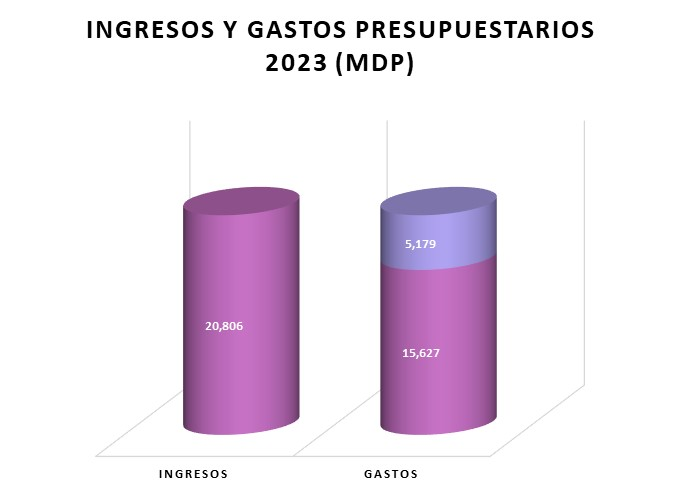 INGRESOS Y GASTOS PRESUPUESTARIOS
2023 (MDP)
5,179
20,806
15,627
INGRESOS
GASTOS